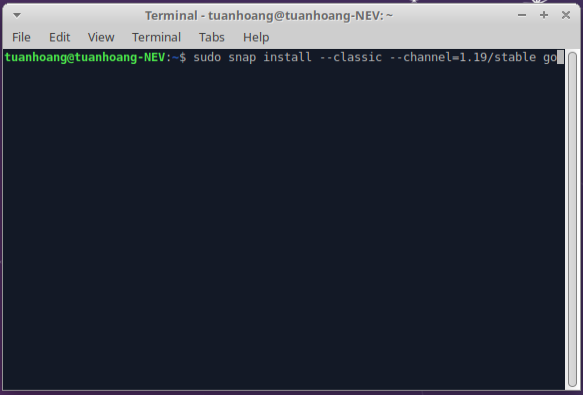 Terminal - tuanhoang@tuanhoang-NEV: ~
File Edit View Terminal Tabs Help
tuanhoang@tuanhoang-NEV:~$ sudo snap install --classic --channel=1.19/stable go